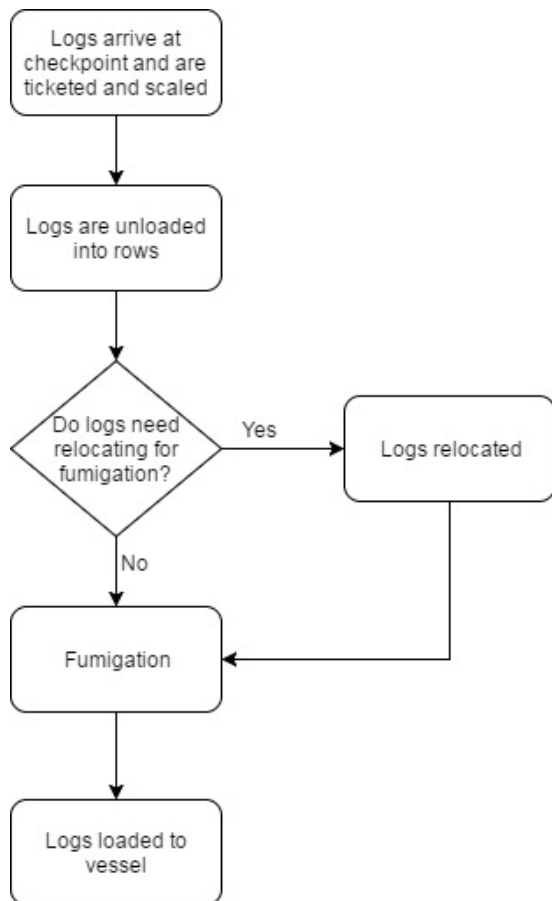 Logs arrive at
checkpoint and are
ticketed and scaled
Logs are unloaded
into rows
Do logs need
relocating for
fumigation?
Yes
Logs relocated
No
Fumigation
Logs loaded to
vessel